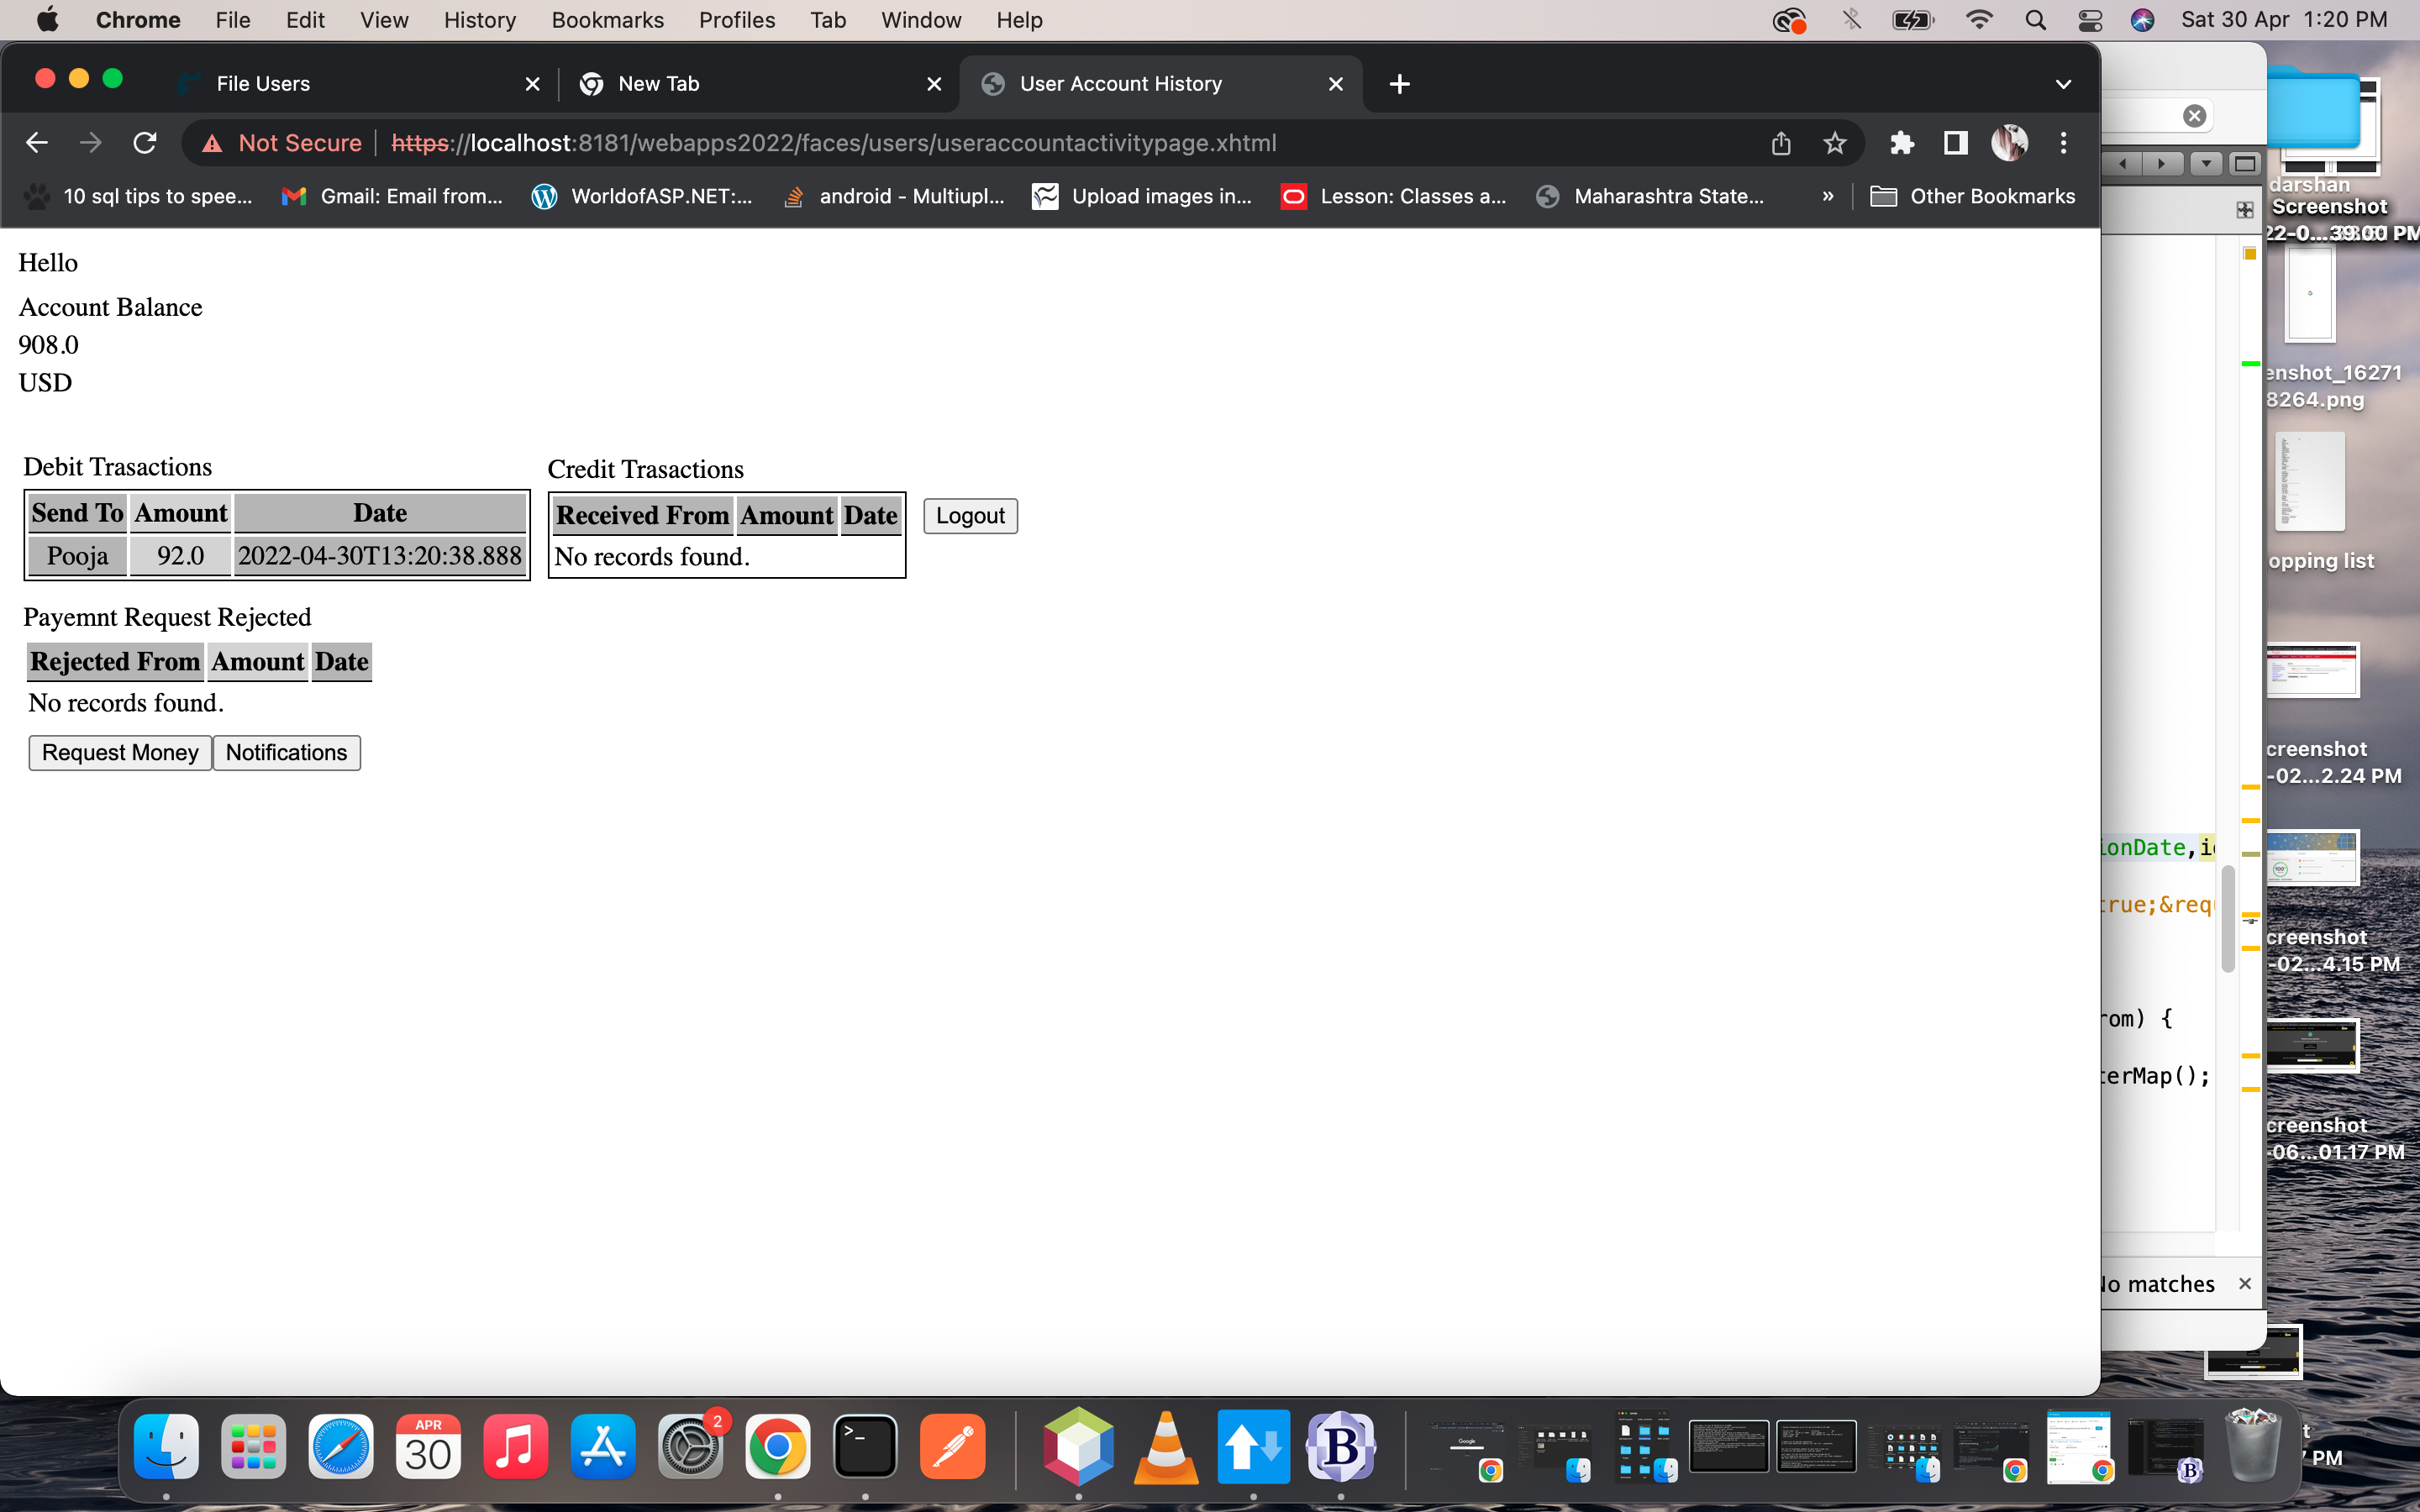 Chrome File Edit View History Bookmarks Profiles Tab Window Help
Sat 30 Apr 1:20 PM
File Users
New Tab
User Account History
Not Secure https://localhost:8181/webapps2022/faces/users/useraccountactivitypage.xhtml
10 sql tips to spee...
Gmail: Email from...
WorldofASP.NET:...
android - Multiupl...
Upload images in...
Lesson: Classes a...
Maharashtra State...
»
Other Bookmarks
Hello
Account Balance
908.0
USD
Debit Trasactions
Send To Amount Date
Pooja 92.0 2022-04-30T13:20:38.888
Credit Trasactions
Received From Amount Date
No records found.
Logout
Payemnt Request Rejected
Rejected From Amount Date
No records found.
Request Money Notifications
ionDate,i
true;&req
rom) {
terMap();
No matches
darshan
Screenshot
22-0...39.00 PM
enshot_16271
8264.png
opping list
creenshot
-02...2.24 PM
creenshot
-02...4.15 PM
creenshot
-06...01.17 PM
PM
APR
30
2
B